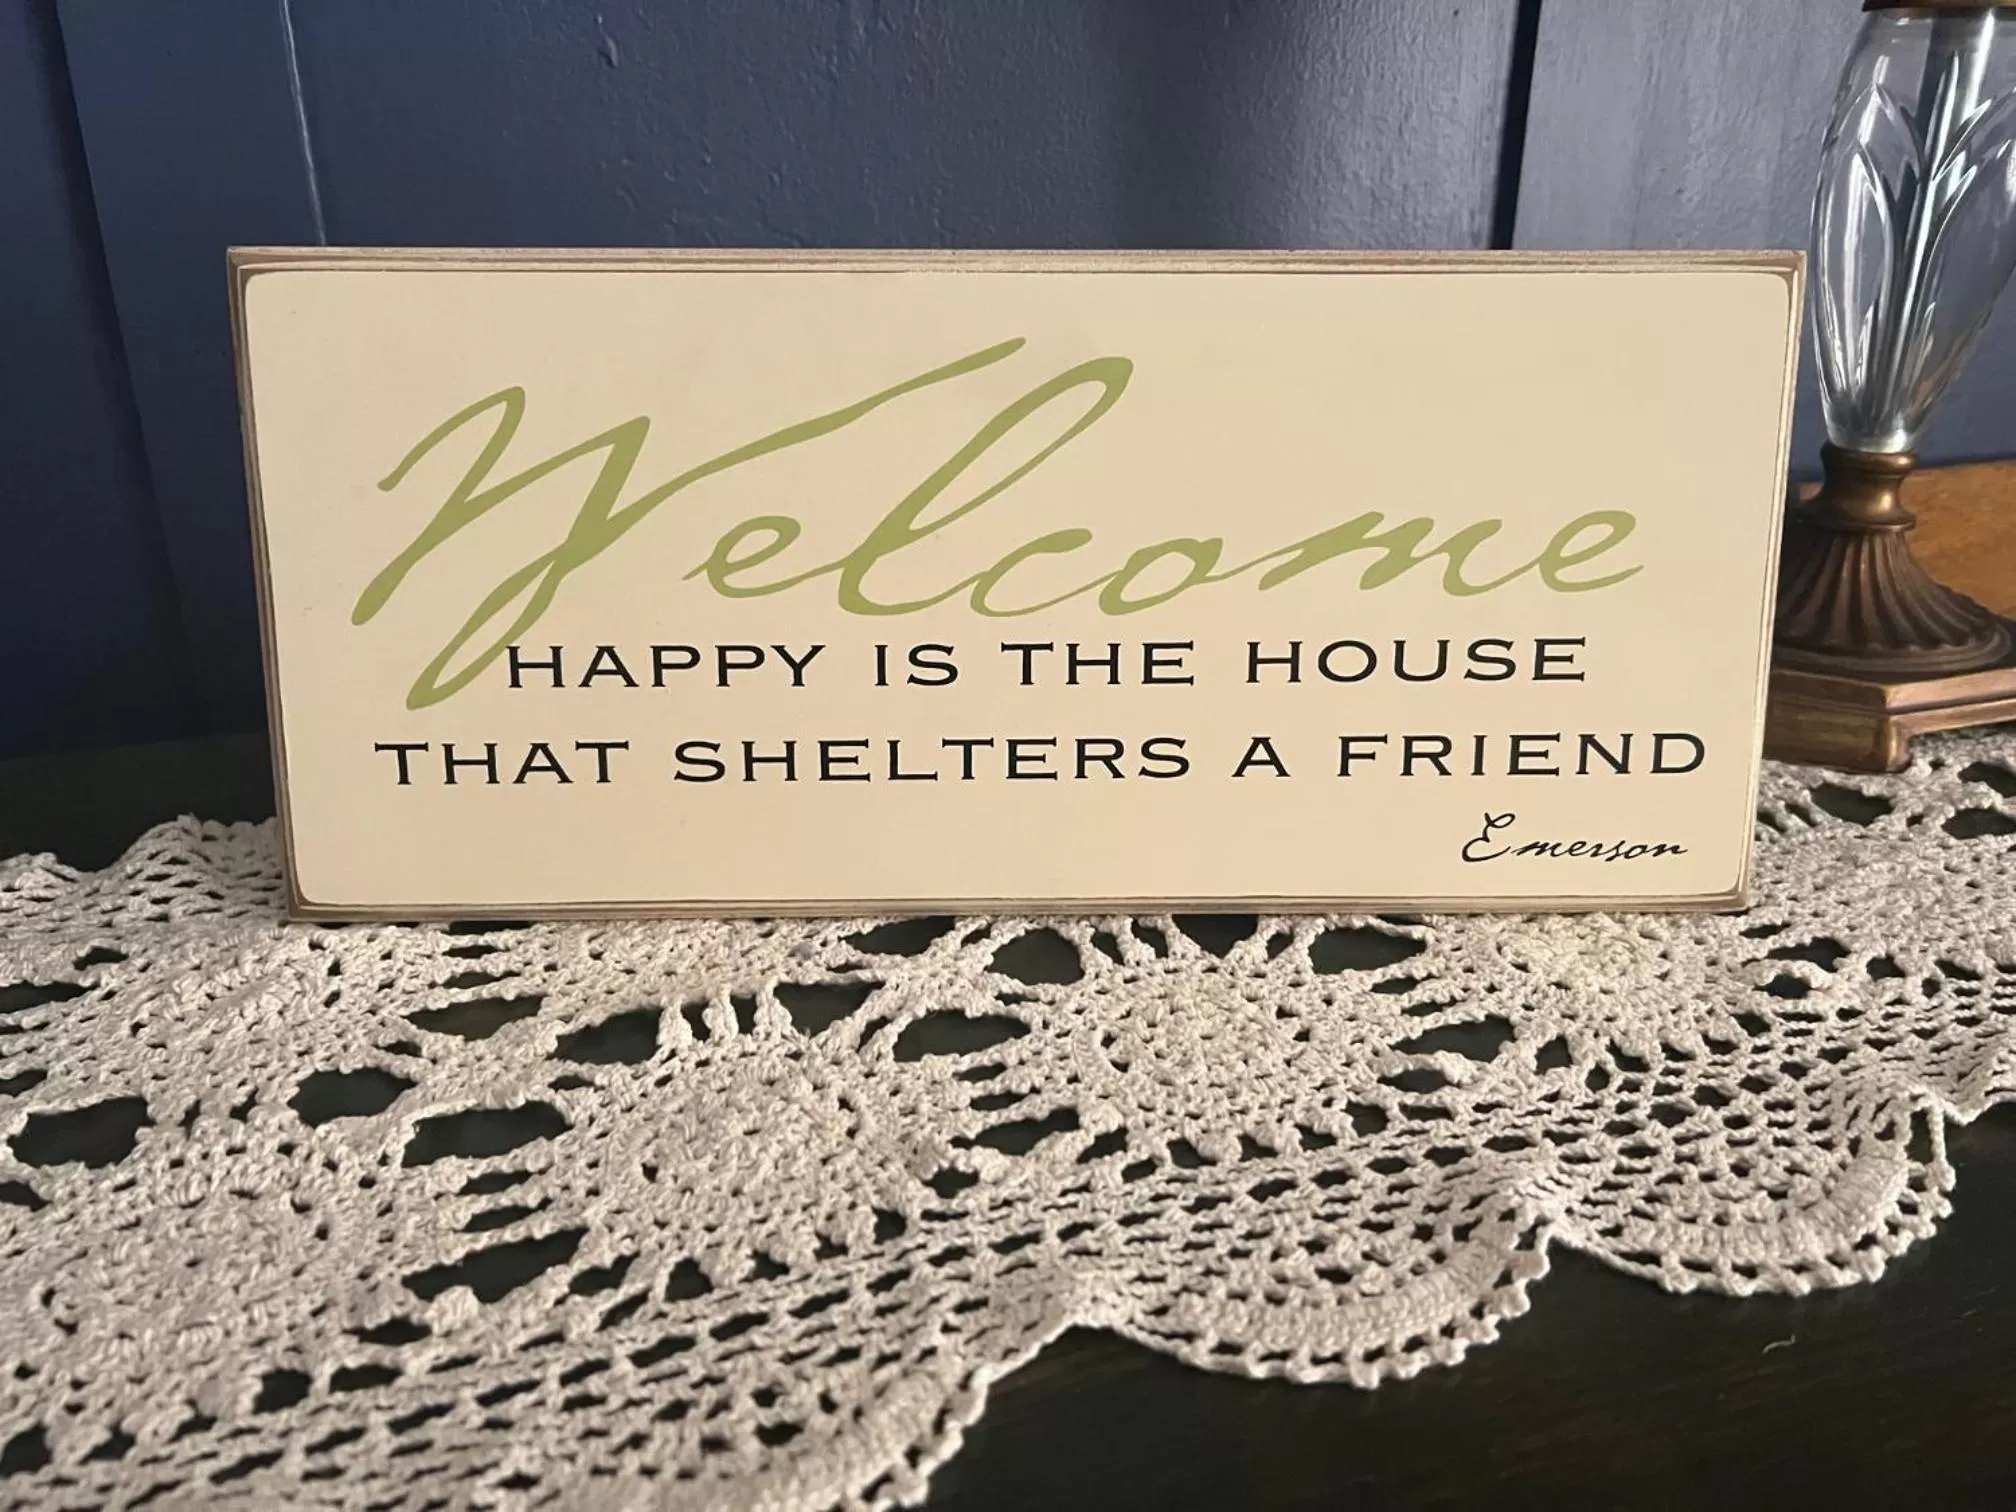 Welcome
HAPPY IS THE HOUSE
THAT SHELTERS A FRIEND
Emerson